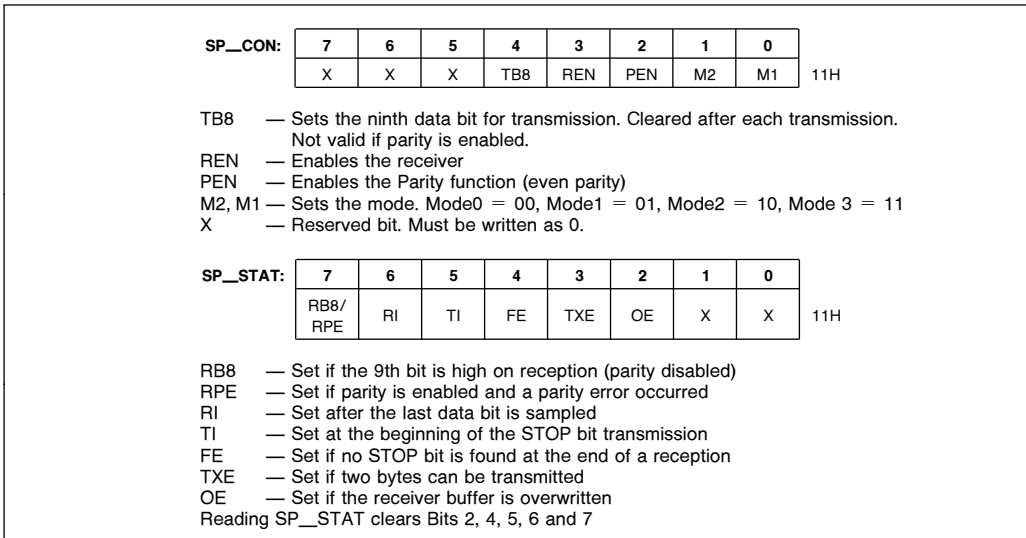 SP__CON: 7 6 5 4 3 2 1 0
X X X TB8 REN PEN M2 M1 11H
TB8 — Sets the ninth data bit for transmission. Cleared after each transmission.
Not valid if parity is enabled.
REN — Enables the receiver
PEN — Enables the Parity function (even parity)
M2, M1 — Sets the mode. Mode0 = 00, Mode1 = 01, Mode2 = 10, Mode 3 = 11
X — Reserved bit. Must be written as 0.
SP__STAT: 7 6 5 4 3 2 1 0
RB8/
RPE RI TI FE TXE OE X X 11H
RB8 — Set if the 9th bit is high on reception (parity disabled)
RPE — Set if parity is enabled and a parity error occurred
RI — Set after the last data bit is sampled
TI — Set at the beginning of the STOP bit transmission
FE — Set if no STOP bit is found at the end of a reception
TXE — Set if two bytes can be transmitted
OE — Set if the receiver buffer is overwritten
Reading SP__STAT clears Bits 2, 4, 5, 6 and 7